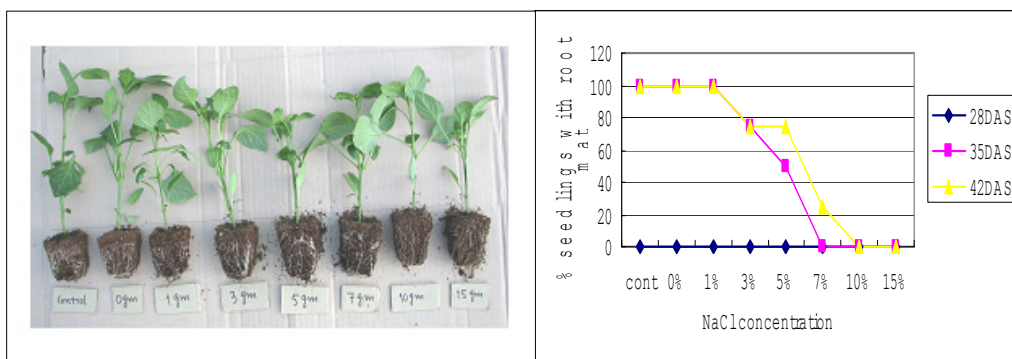 Control 0gm 1gm 3gm 5gm 7gm 10gm 15gm
% seedlings with root
mat
120
100
80
60
40
20
0
cont 0% 1% 3% 5% 7% 10% 15%
NaCl concentration
28DAS
35DAS
42DAS